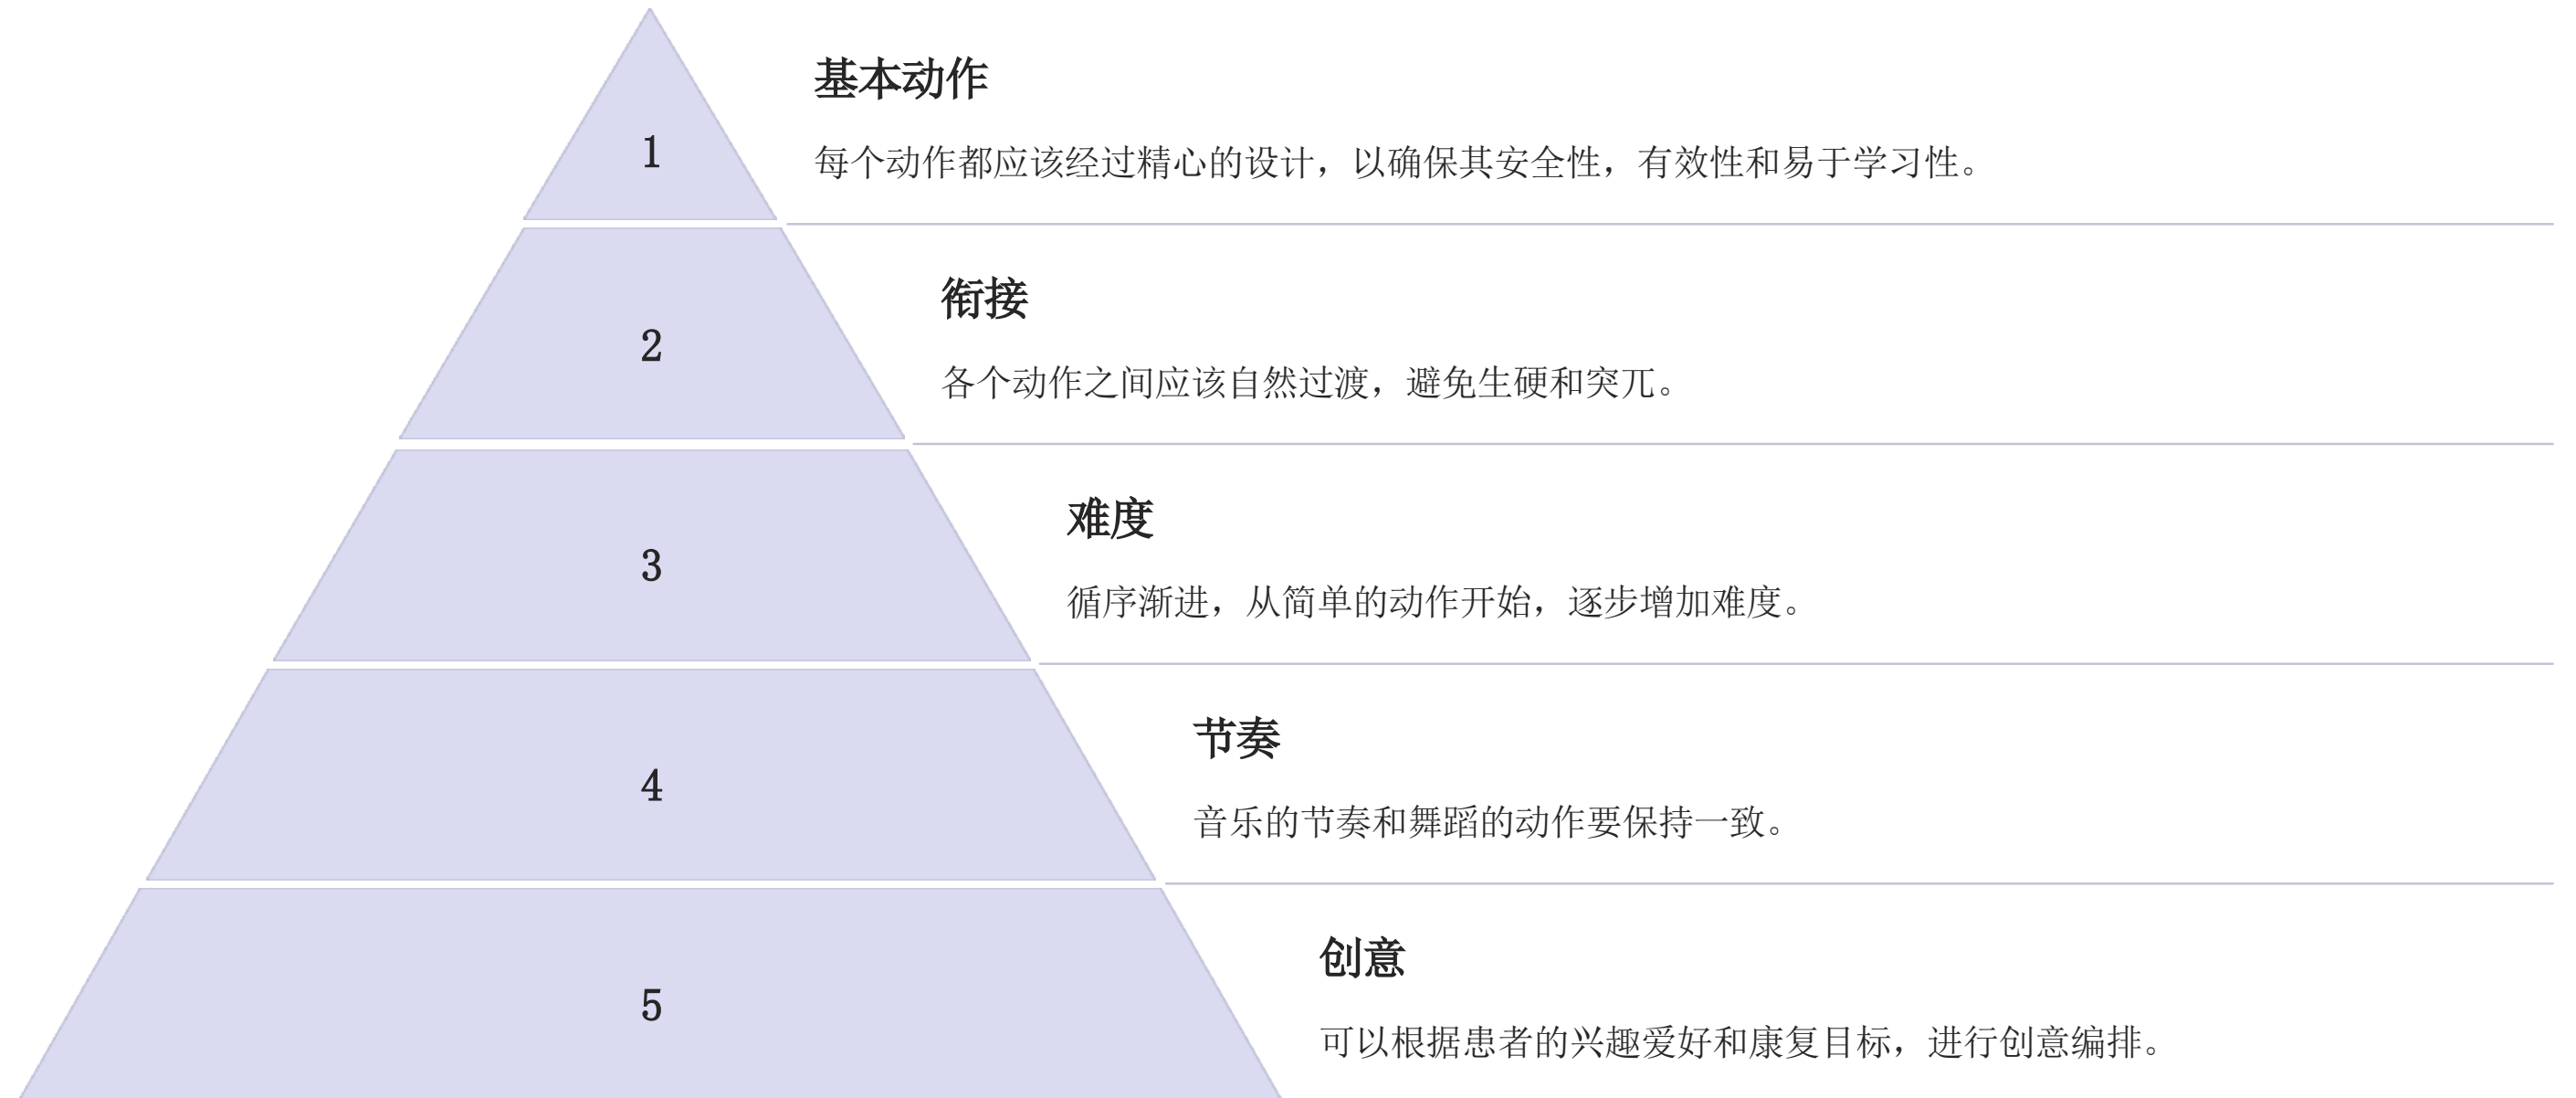 基本动作
1
每个动作都应该经过精心的设计，以确保其安全性，有效性和易于学习性。
衔接
2
各个动作之间应该自然过渡，避免生硬和突兀。
难度
3
循序渐进，从简单的动作开始，逐步增加难度。
节奏
4
音乐的节奏和舞蹈的动作要保持一致。
创意
5
可以根据患者的兴趣爱好和康复目标，进行创意编排。